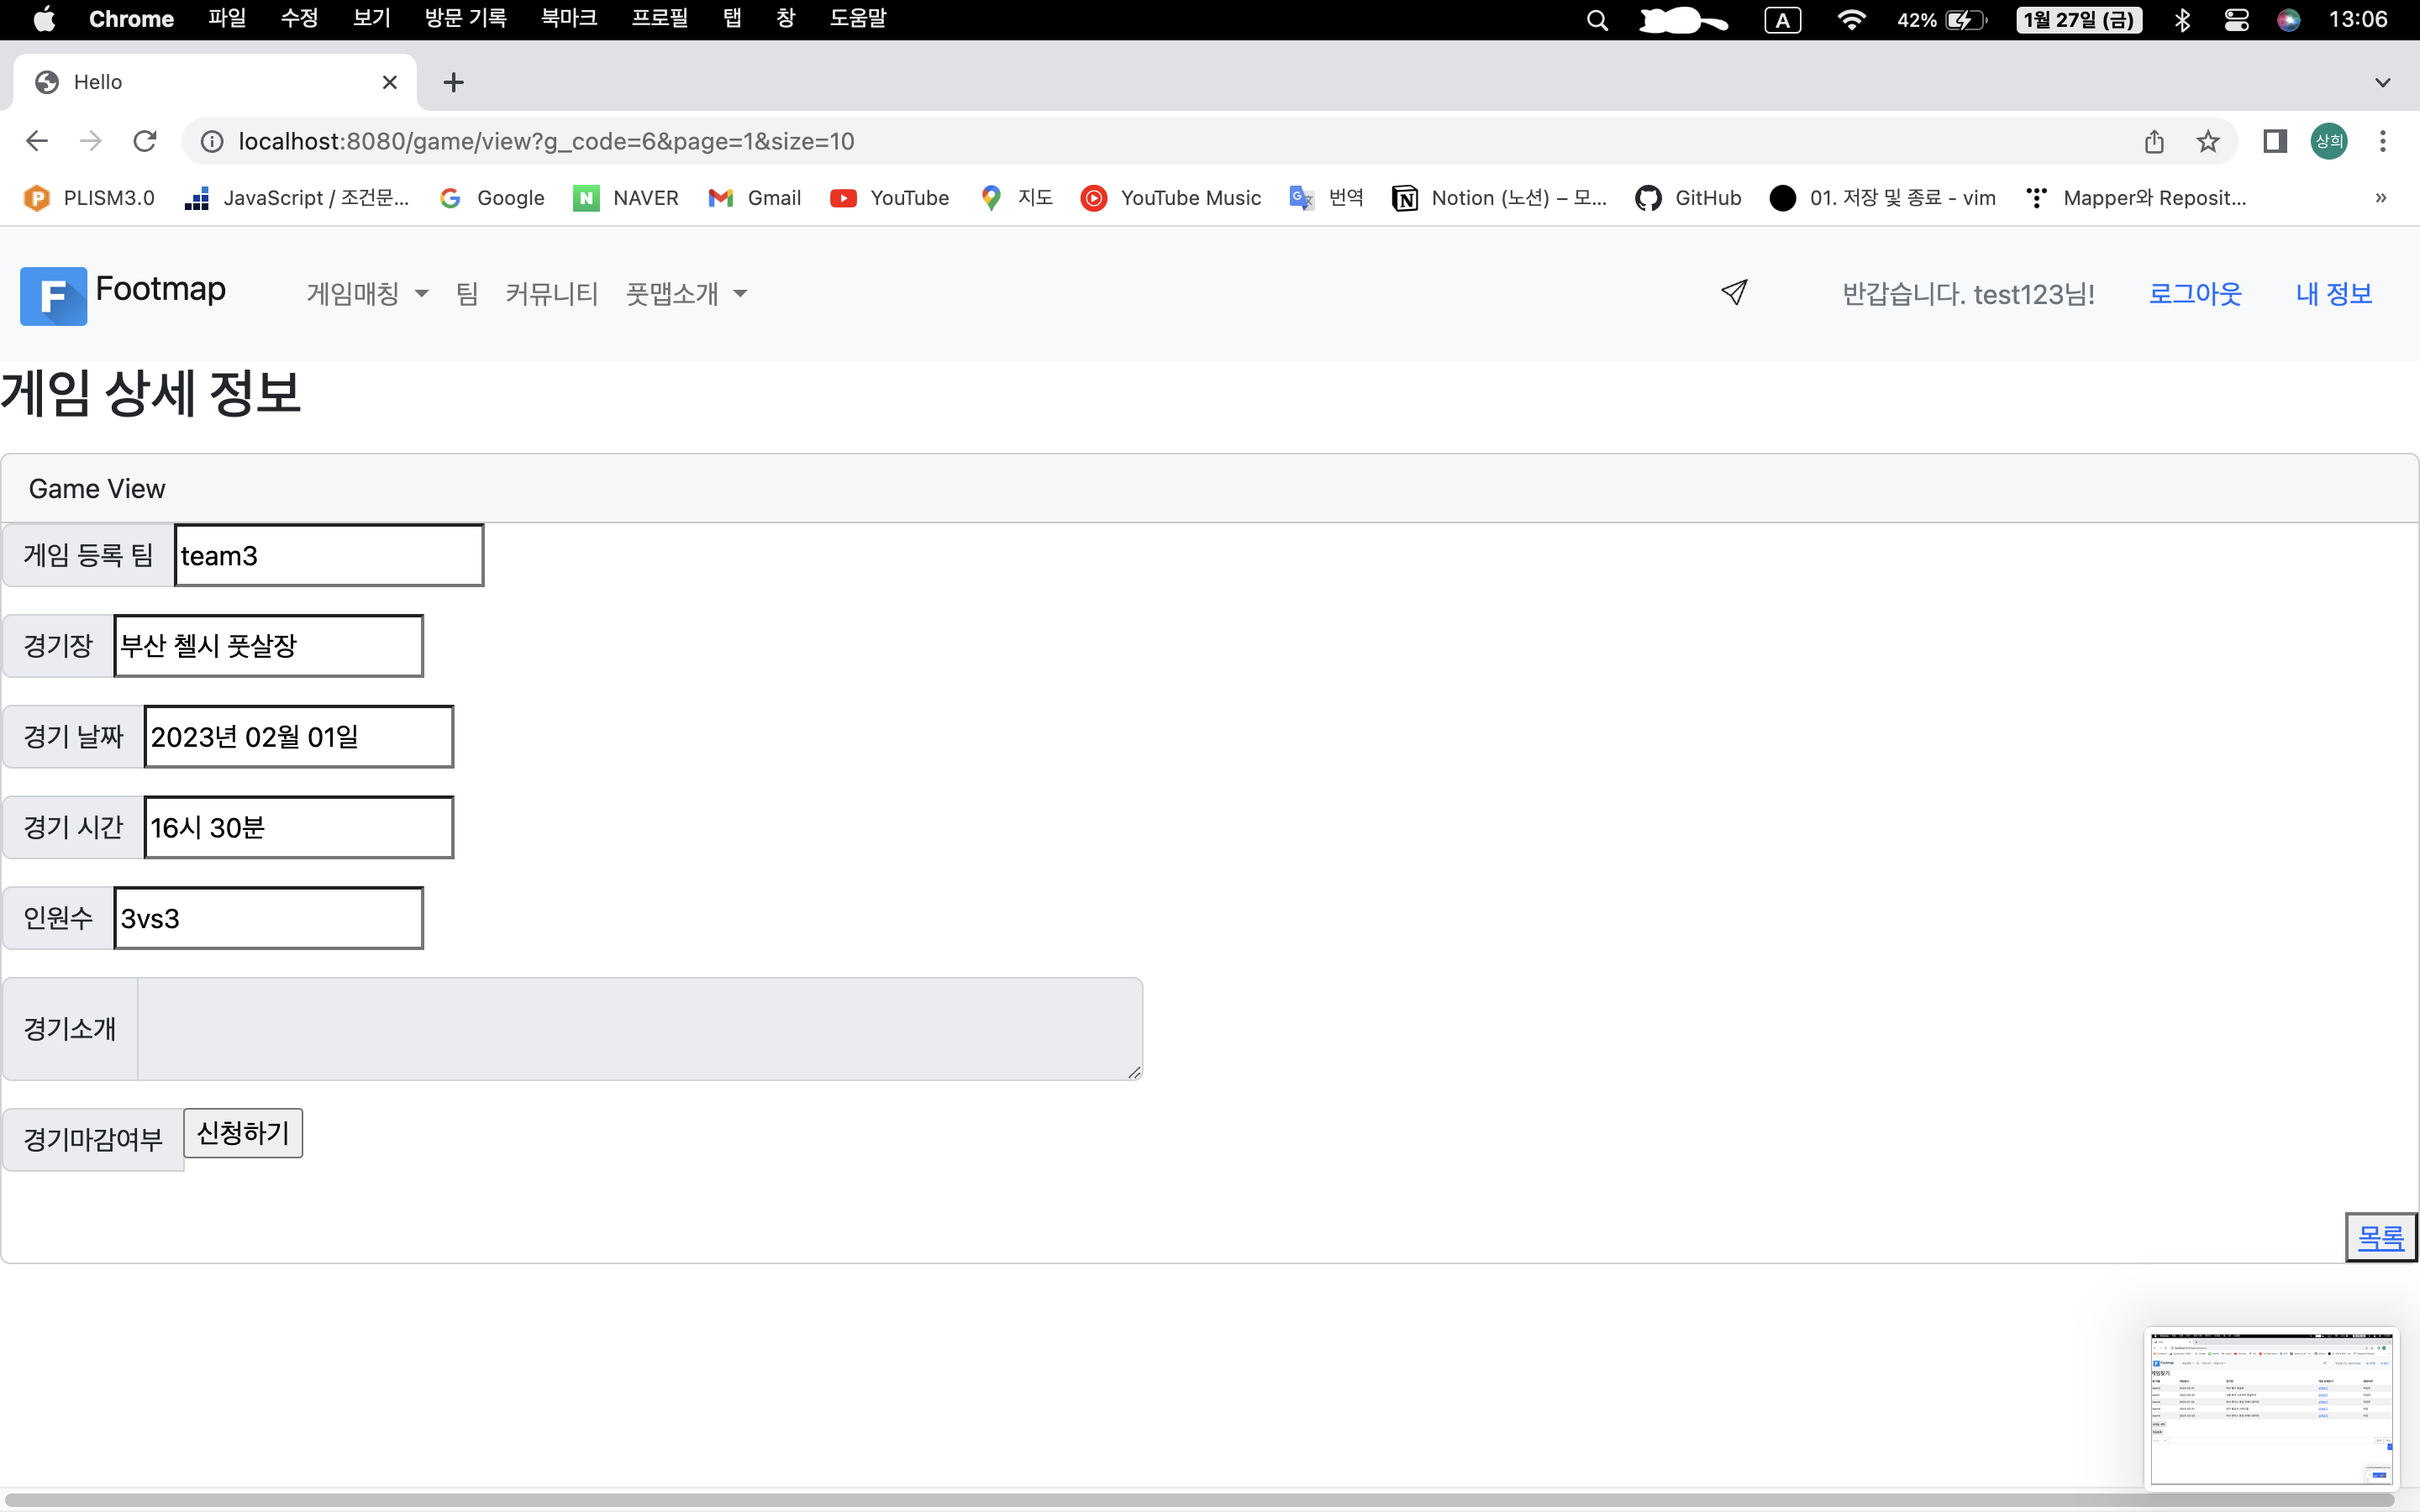 Chrome 파일 수정 보기 방문 기록 북마크 프로필 탭 창 도움말 A 42% 1월 27일 (금) 13:06
Hello
localhost:8080/game/view?g_code=6&page=1&size=10 상희
PLISM3.0 JavaScript / 조건문... Google NAVER Gmail YouTube 지도 YouTube Music 번역 Notion (노션) – 모... GitHub 01. 저장 및 종료 - vim Mapper와 Reposit... »
F Footmap 게임매칭 팀 커뮤니티 풋맵소개 반갑습니다. test123님! 로그아웃 내 정보
게임 상세 정보
Game View
게임 등록 팀 team3
경기장 부산 첼시 풋살장
경기 날짜 2023년 02월 01일
경기 시간 16시 30분
인원수 3vs3
경기소개
경기마감여부 신청하기
목록